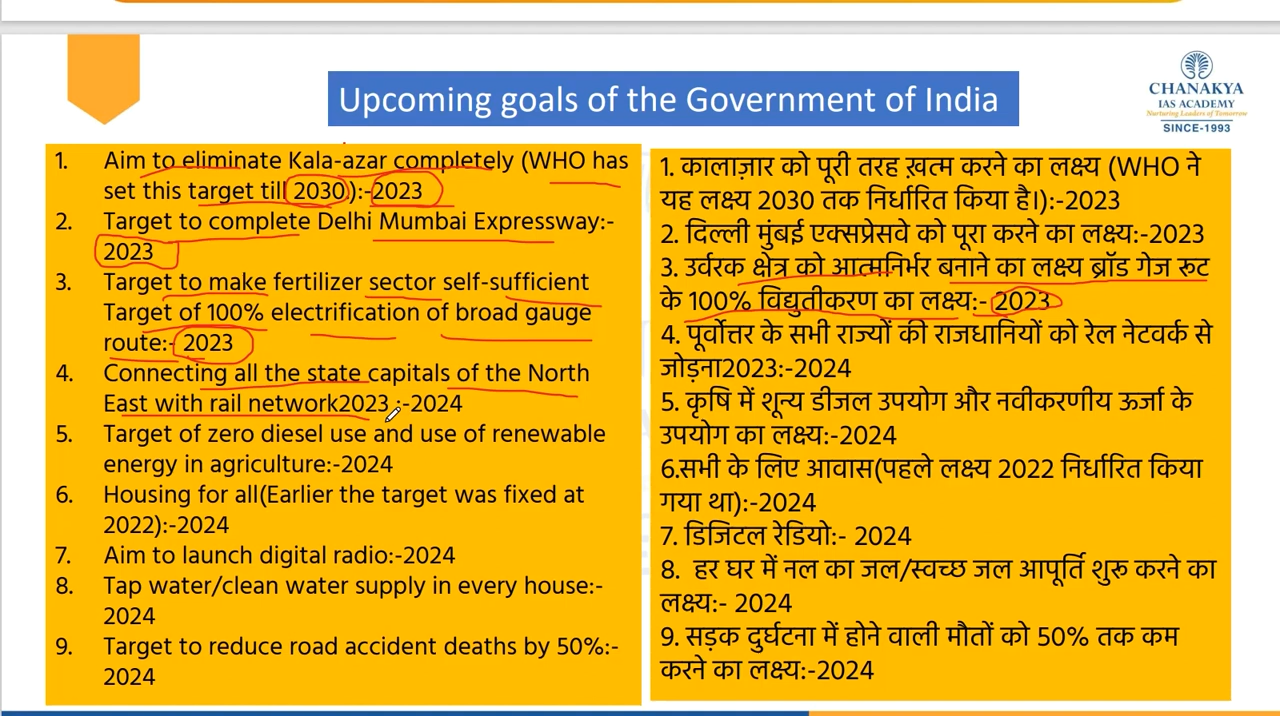 Upcoming goals of the Government of India
CHANAKYA
IAS ACADEMY
Nurturing Leaders of Tomorrow
SINCE-1993
1. Aim to eliminate Kala-azar completely (WHO has
set this target till 2030):-2023
2. Target to complete Delhi Mumbai Expressway:-
2023
3. Target to make fertilizer sector self-sufficient
Target of 100% electrification of broad gauge
route:- 2023
4. Connecting all the state capitals of the North
East with rail network2023 :-2024
5. Target of zero diesel use and use of renewable
energy in agriculture:-2024
6. Housing for all(Earlier the target was fixed at
2022):-2024
7. Aim to launch digital radio:-2024
8. Tap water/clean water supply in every house:-
2024
9. Target to reduce road accident deaths by 50%:-
2024
1. कालाज़ार को पूरी तरह ख़त्म करने का लक्ष्य (WHO ने
यह लक्ष्य 2030 तक निर्धारित किया है।):-2023
2. दिल्ली मुंबई एक्सप्रेसवे को पूरा करने का लक्ष्य:-2023
3. उर्वरक क्षेत्र को आत्मनिर्भर बनाने का लक्ष्य ब्रॉड गेज रूट
के 100% विद्युतीकरण का लक्ष्य:- 2023
4. पूर्वोत्तर के सभी राज्यों की राजधानियों को रेल नेटवर्क से
जोड़ना2023:-2024
5. कृषि में शून्य डीजल उपयोग और नवीकरणीय ऊर्जा के
उपयोग का लक्ष्य:-2024
6.सभी के लिए आवास(पहले लक्ष्य 2022 निर्धारित किया
गया था):-2024
7. डिजिटल रेडियो:- 2024
8. हर घर में नल का जल/स्वच्छ जल आपूर्ति शुरू करने का
लक्ष्य:- 2024
9. सड़क दुर्घटना में होने वाली मौतों को 50% तक कम
करने का लक्ष्य:-2024